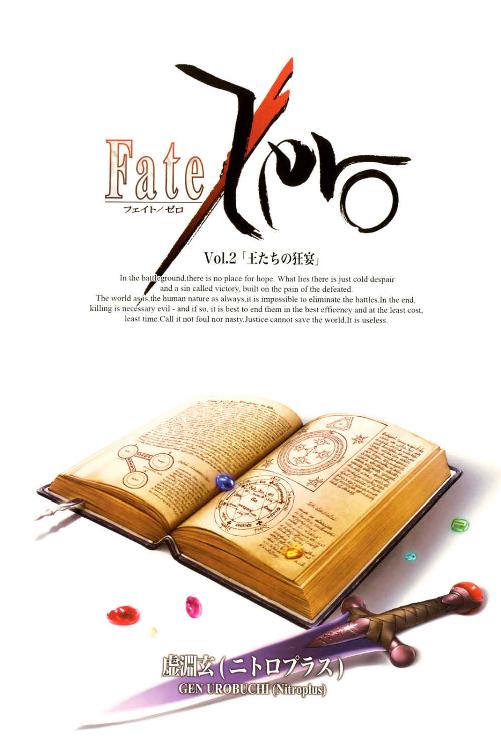 Fate/Zero
フェイト/ゼロ
Vol.2「王たちの狂宴」
In the battleground,there is no place for hope. What lies there is just cold despair
and a sin called victory, built on the pain of the defeated.
The world as is,the human nature as always,it is impossible to eliminate the battles.In the end,
killing is necessary evil - and if so, it is best to end them in the best efficency and at the least cost,
least time.Call it not foul nor nasty.Justice cannot save the world.It is useless.
虚淵玄(ニトロプラス)
GEN UROBUCHI (Nitroplus)